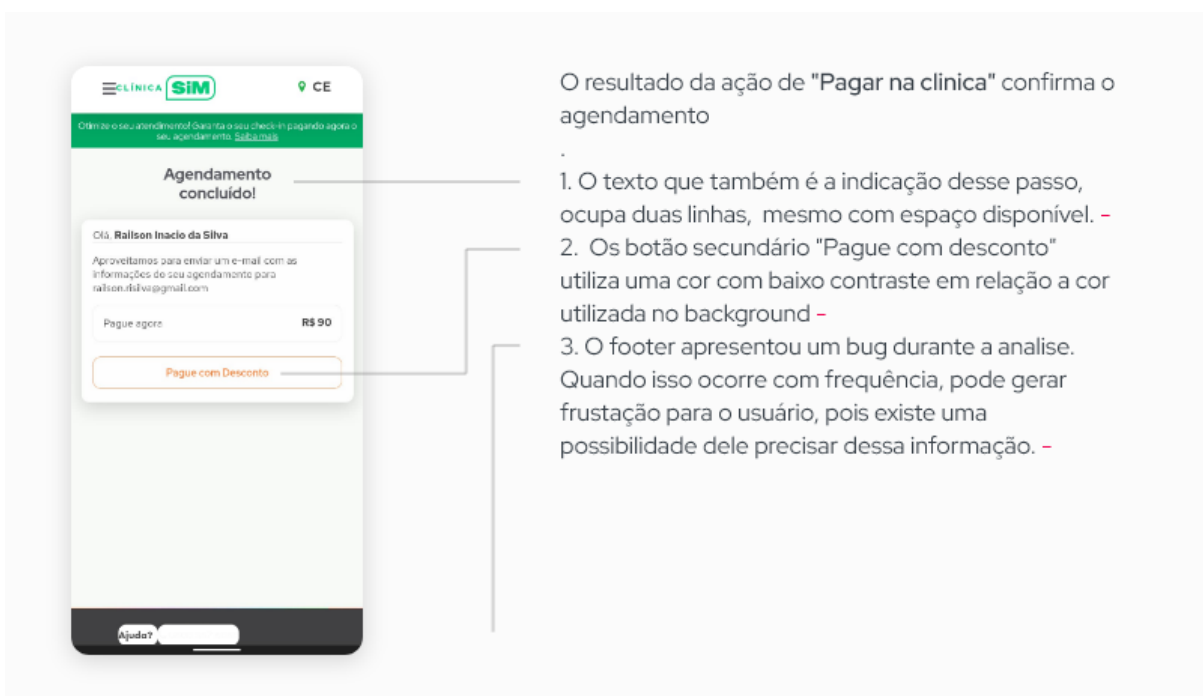 CLÍNICA SiM
CE
Otimize o seu atendimento! Garanta o seu check-in pagando agora o
seu agendamento. Saiba mais
Agendamento
concluído!
Olá, Railson Inacio da Silva
Aproveitamos para enviar um e-mail com as
informações do seu agendamento para
railson.risilva@gmail.com
Pague agora R$ 90
Pague com Desconto
Ajuda?
O resultado da ação de "Pagar na clinica" confirma o
agendamento
.
1. O texto que também é a indicação desse passo,
ocupa duas linhas, mesmo com espaço disponível. -
2. Os botão secundário "Pague com desconto"
utiliza uma cor com baixo contraste em relação a cor
utilizada no background -
3. O footer apresentou um bug durante a analise.
Quando isso ocorre com frequência, pode gerar
frustação para o usuário, pois existe uma
possibilidade dele precisar dessa informação. -